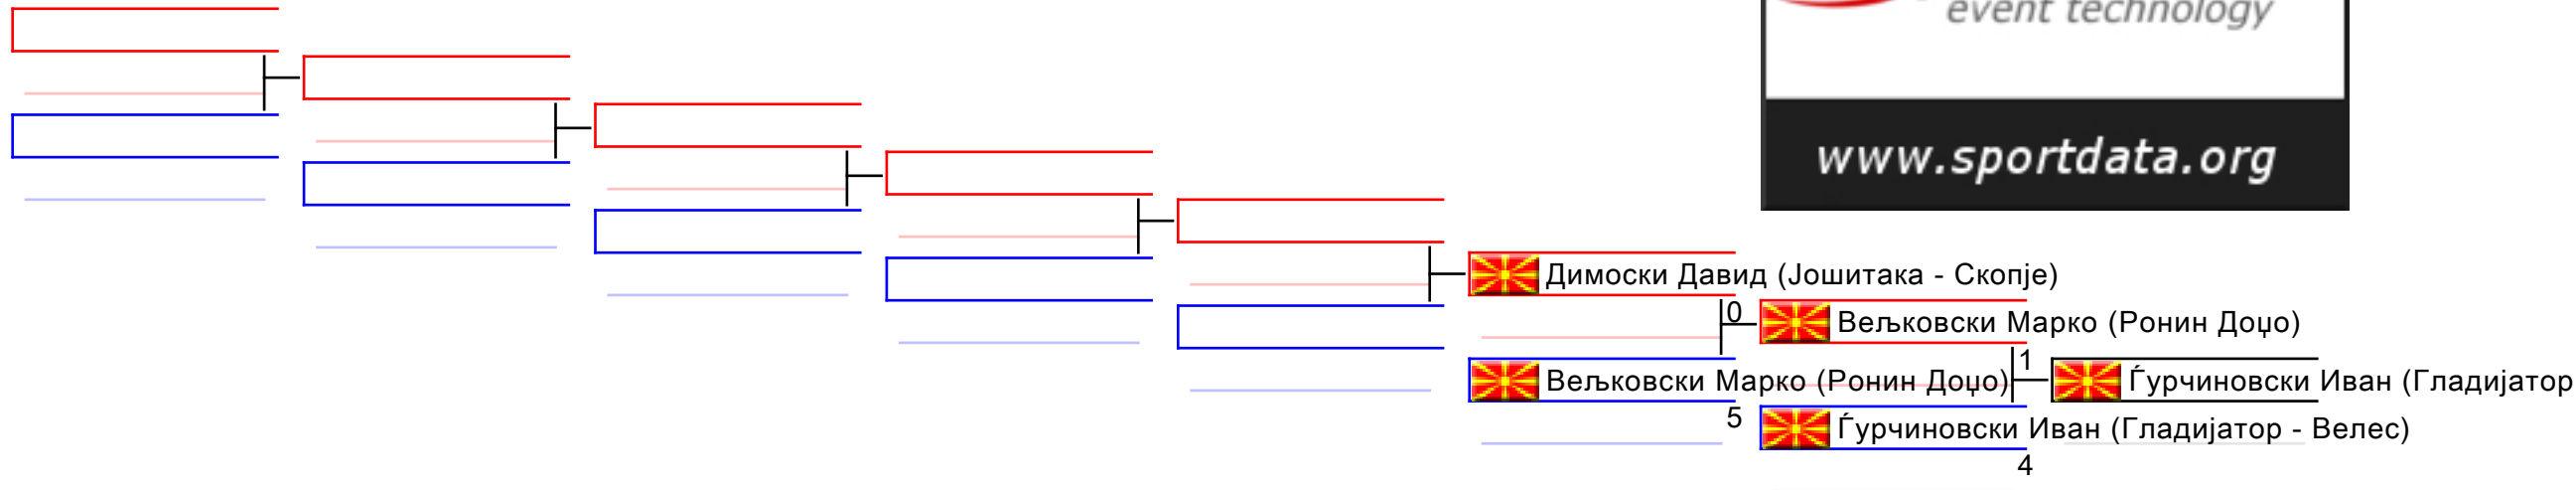 event technology
www.sportdata.org
Димоски Давид (Јошитака - Скопје)
0
Вељковски Марко (Ронин Доџо)
1
Вељковски Марко (Ронин Доџо)
Ѓурчиновски Иван (Гладијатор
5
Ѓурчиновски Иван (Гладијатор - Велес)
4